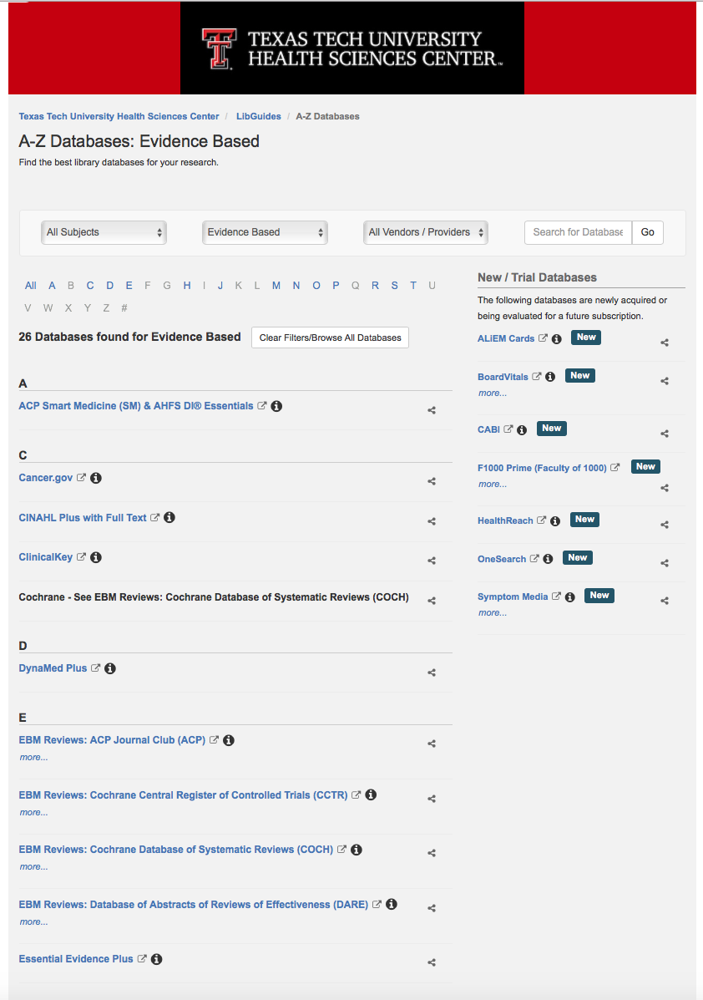 TEXAS TECH UNIVERSITY
HEALTH SCIENCES CENTER™
Texas Tech University Health Sciences Center / LibGuides / A-Z Databases
A-Z Databases: Evidence Based
Find the best library databases for your research.
All Subjects
Evidence Based
All Vendors / Providers
Search for Database
Go
All A B C D E F G H I J K L M N O P Q R S T U
V W X Y Z #
26 Databases found for Evidence Based
Clear Filters/Browse All Databases
A
ACP Smart Medicine (SM) & AHFS DI® Essentials
C
Cancer.gov
CINAHL Plus with Full Text
ClinicalKey
Cochrane - See EBM Reviews: Cochrane Database of Systematic Reviews (COCH)
D
DynaMed Plus
E
EBM Reviews: ACP Journal Club (ACP)
more...
EBM Reviews: Cochrane Central Register of Controlled Trials (CCTR)
more...
EBM Reviews: Cochrane Database of Systematic Reviews (COCH)
more...
EBM Reviews: Database of Abstracts of Reviews of Effectiveness (DARE)
more...
Essential Evidence Plus
New / Trial Databases
The following databases are newly acquired or
being evaluated for a future subscription.
ALiEM Cards New
BoardVitals New
more...
CABI New
F1000 Prime (Faculty of 1000) New
more...
HealthReach New
OneSearch New
Symptom Media New
more...